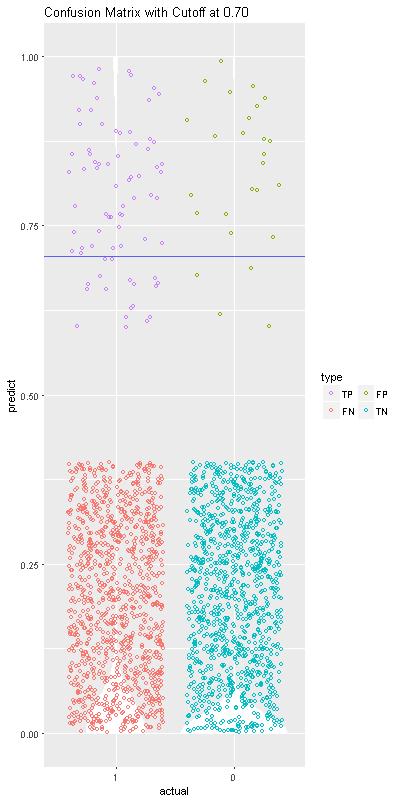 Confusion Matrix with Cutoff at 0.70
1.00
0.75
0.50
0.25
0.00
predict
1 0
actual
type
TP FP
FN TN